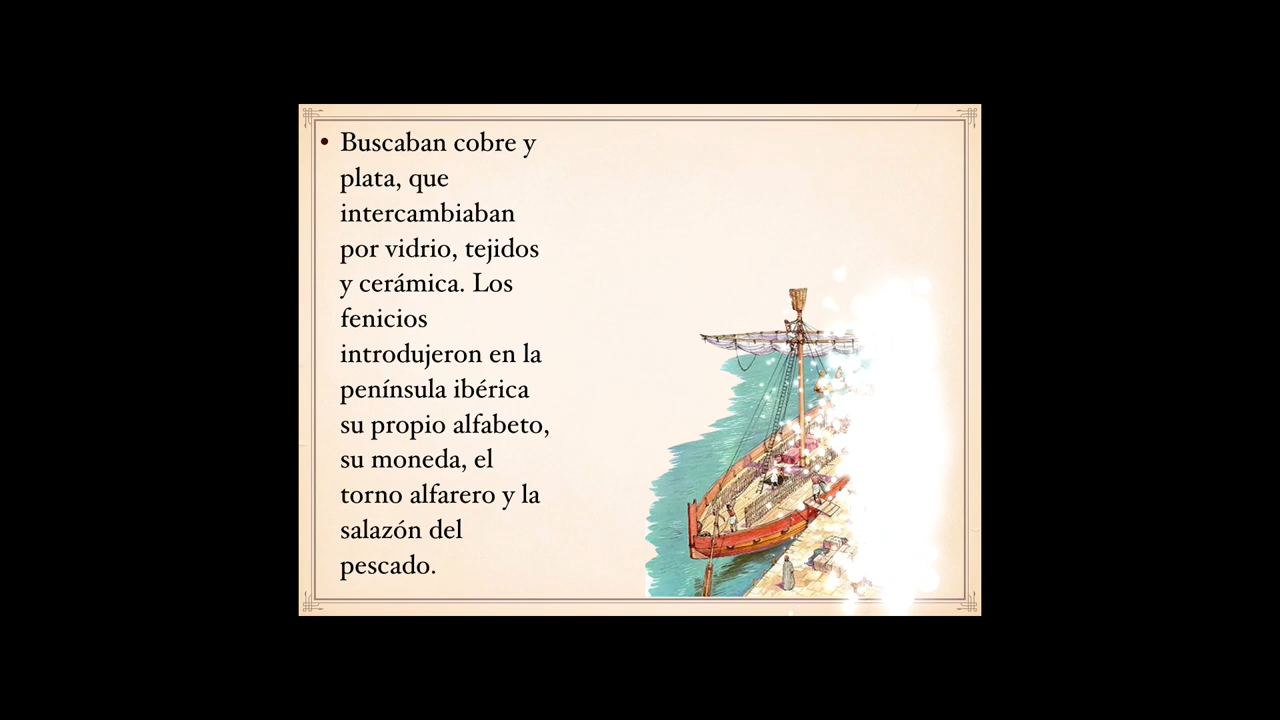 • Buscaban cobre y
plata, que
intercambiaban
por vidrio, tejidos
y cerámica. Los
fenicios
introdujeron en la
península ibérica
su propio alfabeto,
su moneda, el
torno alfarero y la
salazón del
pescado.